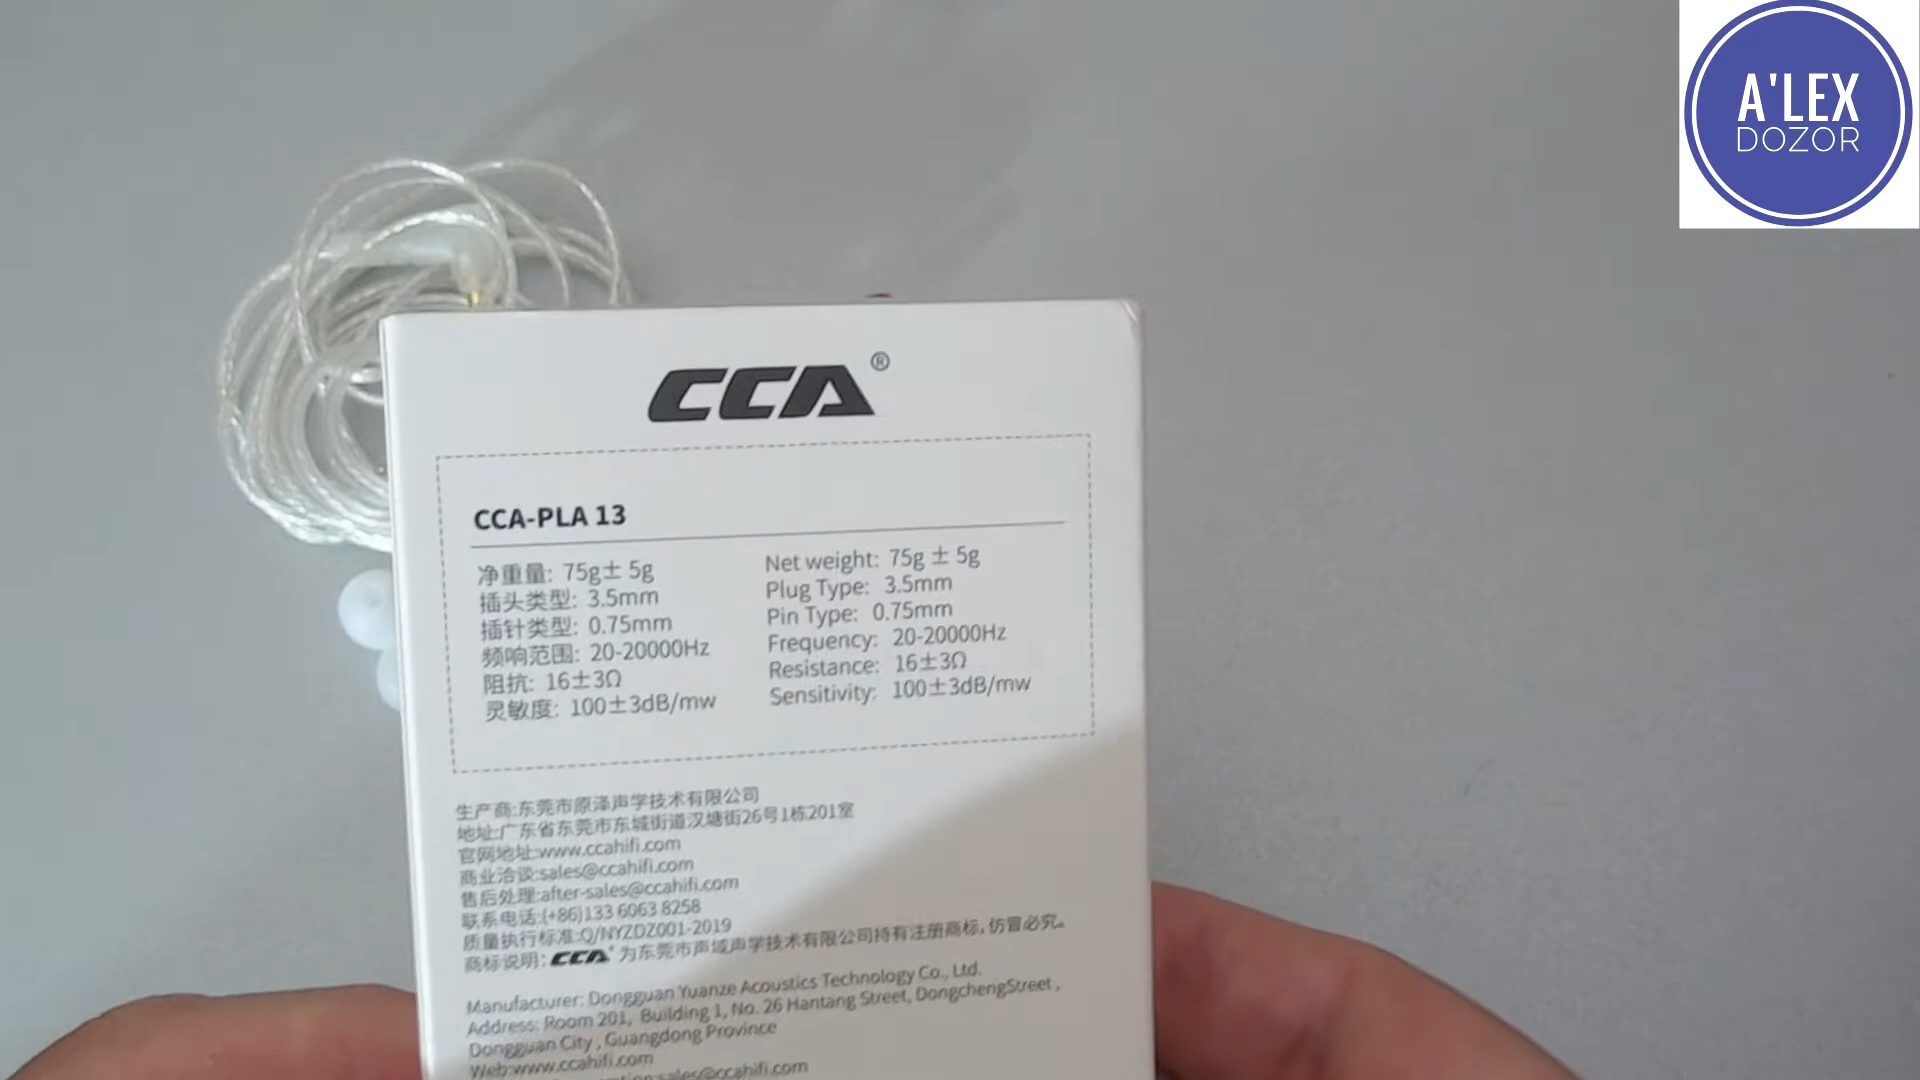 A'LEX
DOZOR
CCA®
CCA-PLA 13
净重量: 75g± 5g
插头类型: 3.5mm
插针类型: 0.75mm
频响范围: 20-20000Hz
阻抗: 16±3Ω
灵敏度: 100±3dB/mw
Net weight: 75g ± 5g
Plug Type: 3.5mm
Pin Type: 0.75mm
Frequency: 20-20000Hz
Resistance: 16±3Ω
Sensitivity: 100±3dB/mw
生产商:东莞市原泽声学技术有限公司
地址:广东省东莞市东城街道汉塘街26号1栋201室
官网地址:www.ccahifi.com
商业洽谈:sales@ccahifi.com
售后处理:after-sales@ccahifi.com
联系电话:(+86)133 6063 8258
质量执行标准:Q/NYZDZ001-2019
商标说明: CCA® 为东莞市声域声学技术有限公司持有注册商标, 仿冒必究。
Manufacturer: Dongguan Yuanze Acoustics Technology Co., Ltd.
Address: Room 201, Building 1, No. 26 Hantang Street, DongchengStreet ,
Dongguan City , Guangdong Province
Web:www.ccahifi.com
sales@ccahifi.com